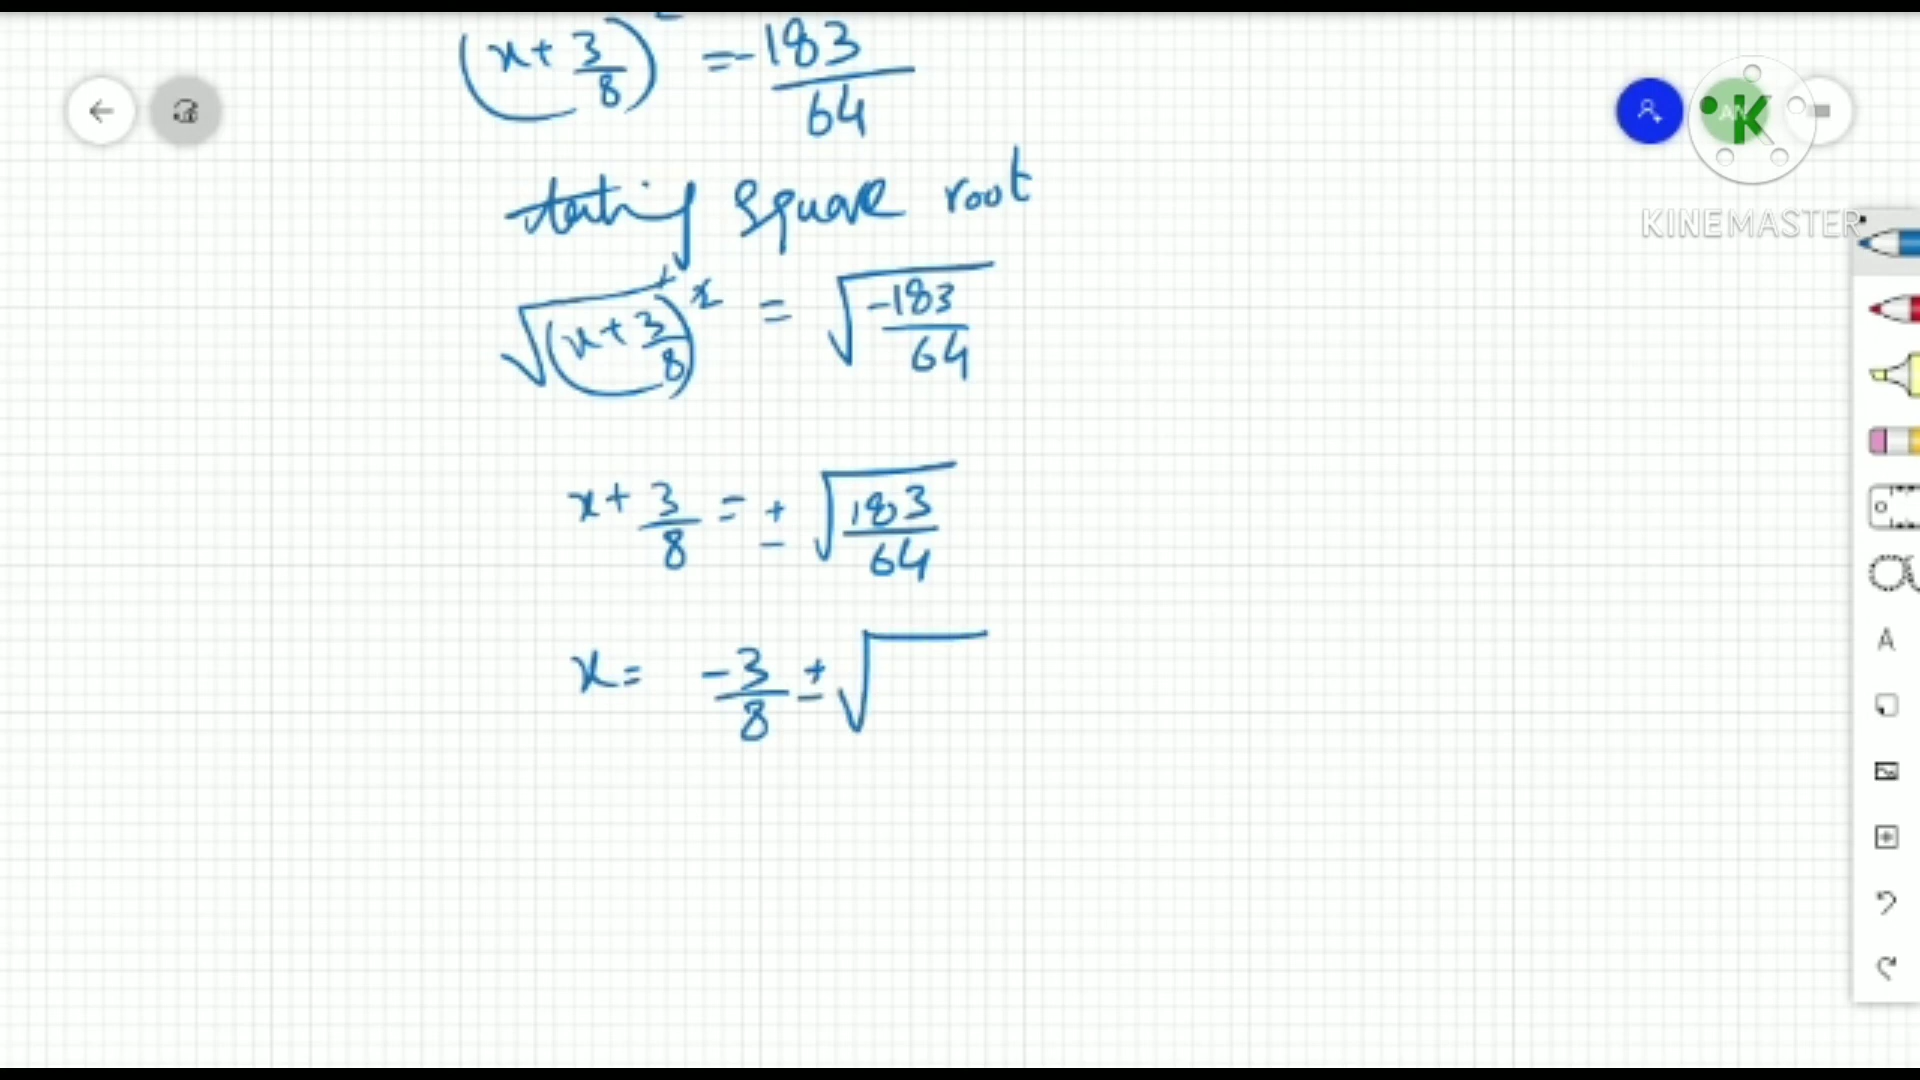 (x + 3/8)² = -183/64
taking square root
√(x + 3/8)² = √-183/64
x + 3/8 = ± √183/64
x = -3/8 ± √
AN
K
KINEMASTER
A